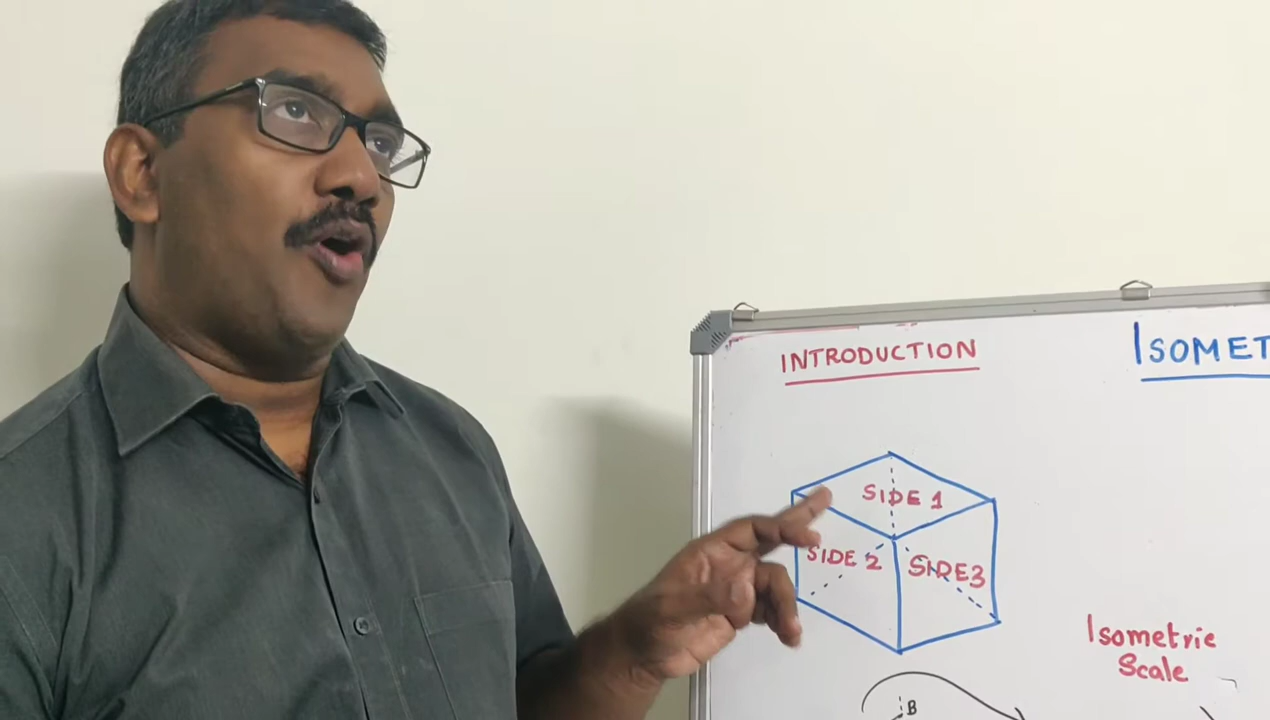 INTRODUCTION
ISOMET
SIDE 1
SIDE 2
SIDE3
Isometric
Scale
B